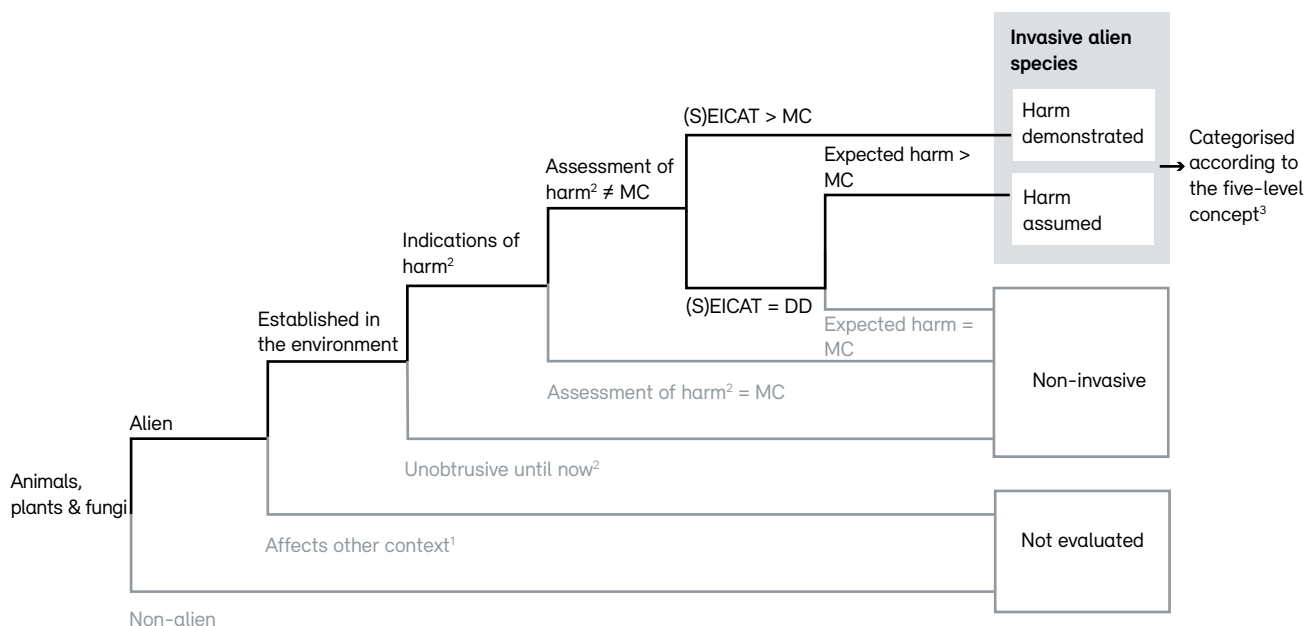 Invasive alien
species
Harm
demonstrated
(S)EICAT > MC
Categorised
according to
the five-level
concept³
Expected harm >
MC
Assessment of
harm² ≠ MC
Harm
assumed
Indications of
harm²
(S)EICAT = DD
Expected harm =
MC
Established in
the environment
Assessment of harm² = MC
Non-invasive
Alien
Unobtrusive until now²
Animals,
plants & fungi
Affects other context¹
Not evaluated
Non-alien